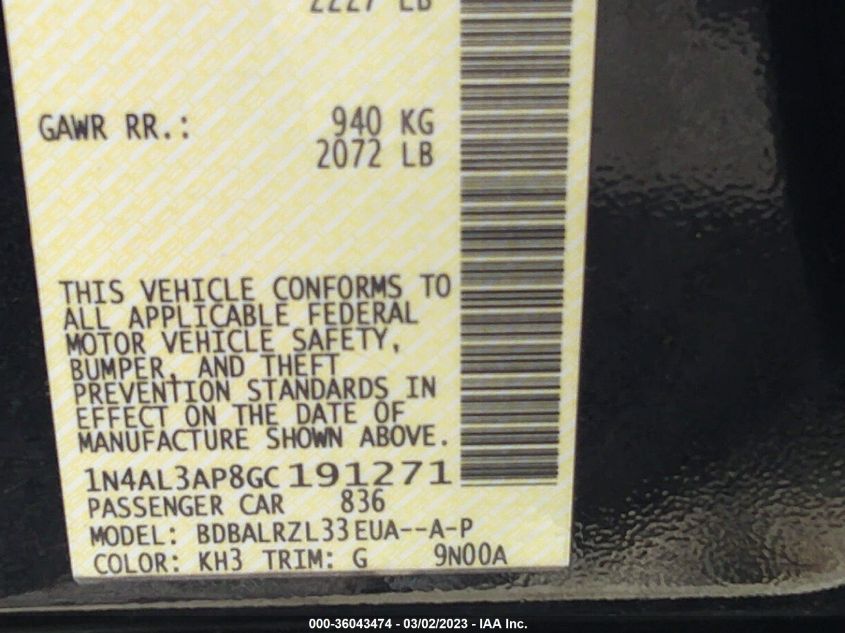 2227 LB
GAWR RR.: 940 KG
2072 LB
THIS VEHICLE CONFORMS TO
ALL APPLICABLE FEDERAL
MOTOR VEHICLE SAFETY,
BUMPER, AND THEFT
PREVENTION STANDARDS IN
EFFECT ON THE DATE OF
MANUFACTURE SHOWN ABOVE.
1N4AL3AP8GC191271
PASSENGER CAR 836
MODEL: BDBALRZL33EUA--A-P
COLOR: KH3 TRIM: G 9N00A
000-36043474 - 03/02/2023 - IAA Inc.